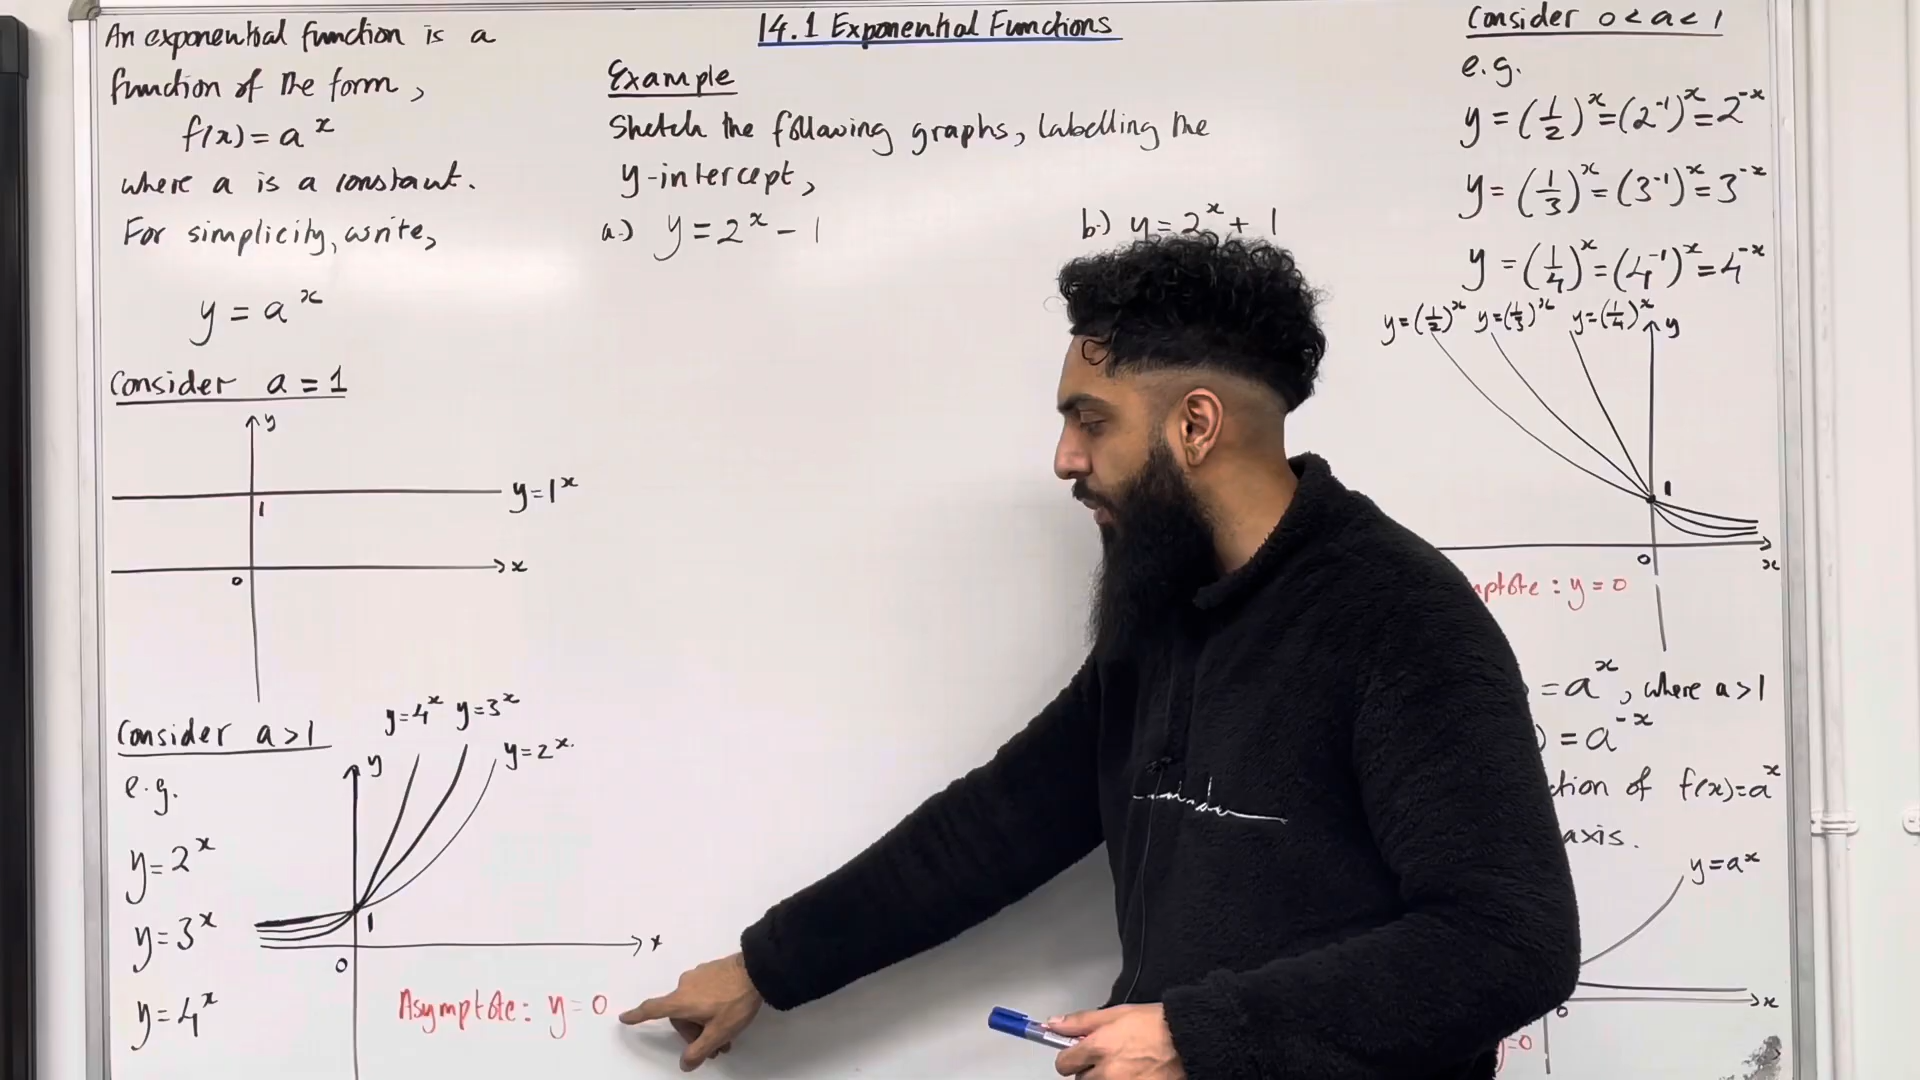 An exponential function is a
function of the form,
f(x) = a^x
where a is a constant.
For simplicity, write,
y = a^x
Consider a = 1
y
y=1^x
1
x
0
Consider a>1
e.g.
y=2^x
y=3^x
y=4^x
y=4^x y=3^x
y=2^x
y
1
x
0
Asymptote: y=0
14.1 Exponential Functions
Example
Sketch the following graphs, labelling the
y-intercept,
a.) y=2^x-1
b.) y=2^x+1
Consider 0<a<1
e.g.
y=(1/2)^x=(2^-1)^x=2^-x
y=(1/3)^x=(3^-1)^x=3^-x
y=(1/4)^x=(4^-1)^x=4^-x
y=(1/2)^x y=(1/3)^x y=(1/4)^x
y
1
0
x
: y=0
=a^x, where a>1
=a^-x
of f(x)=a^x
axis.
y=a^x
x
0
=0